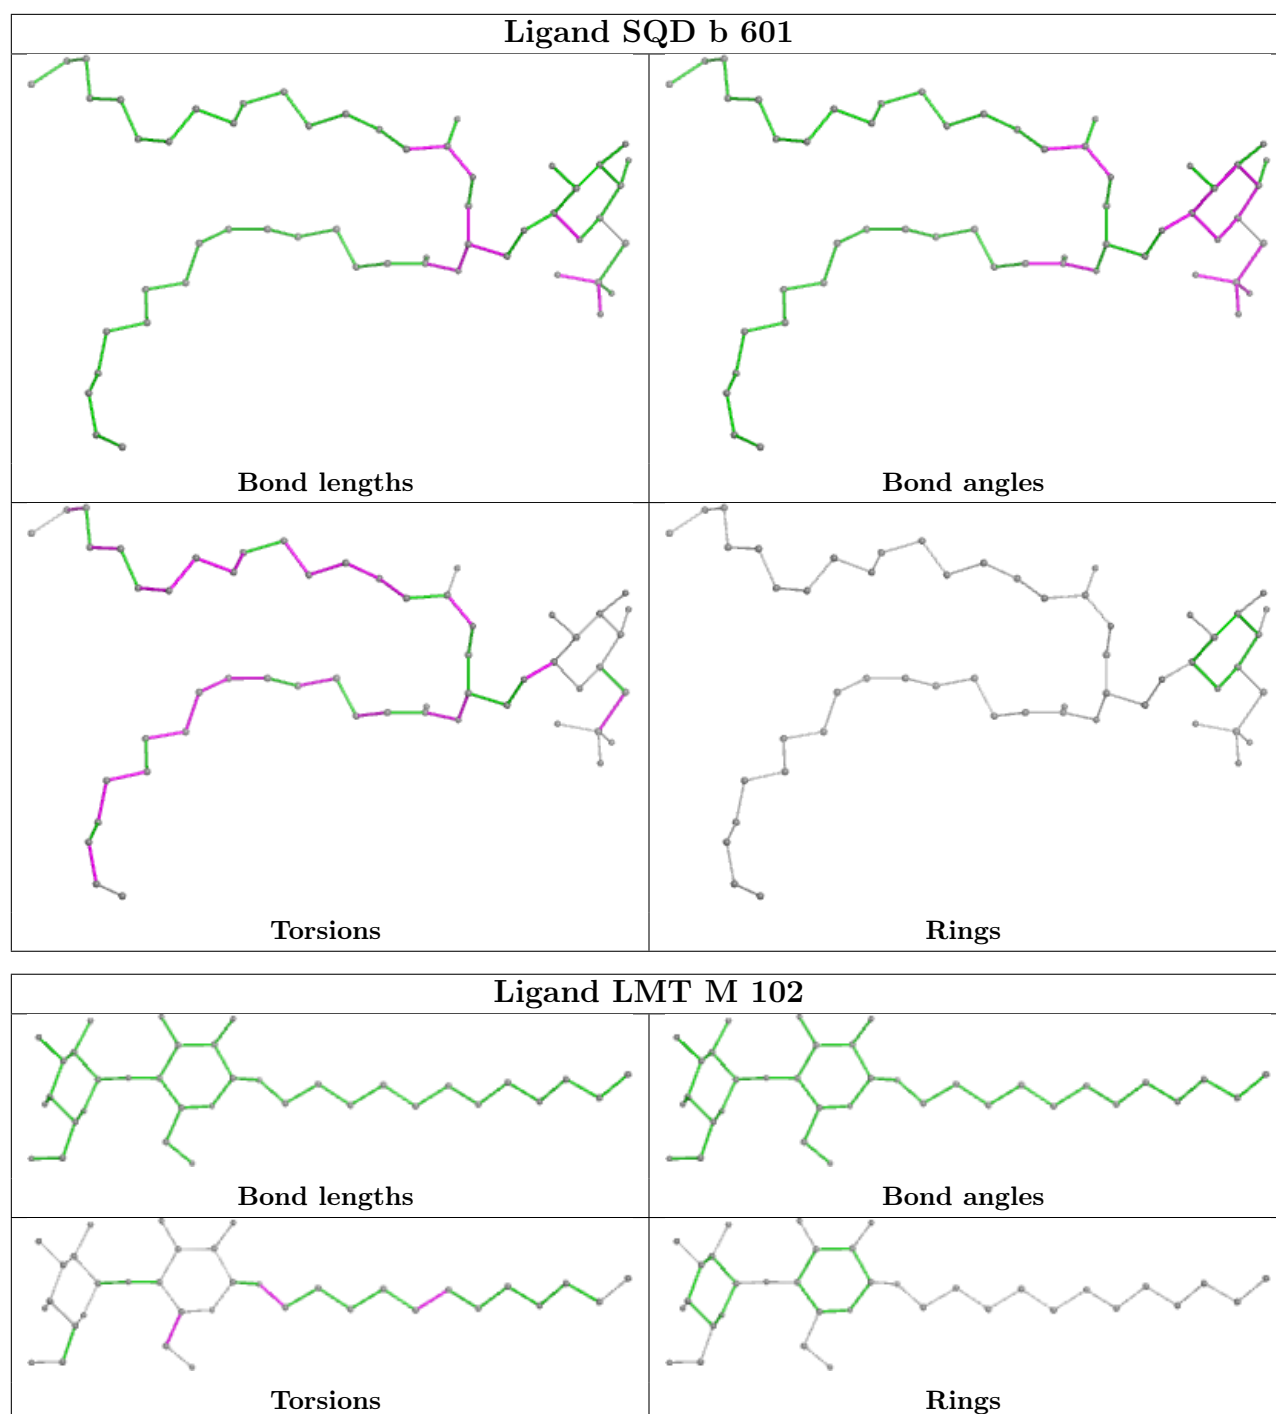 Ligand SQD b 601
Bond lengths
Bond angles
Torsions
Rings
Ligand LMT M 102
Bond lengths
Bond angles
Torsions
Rings